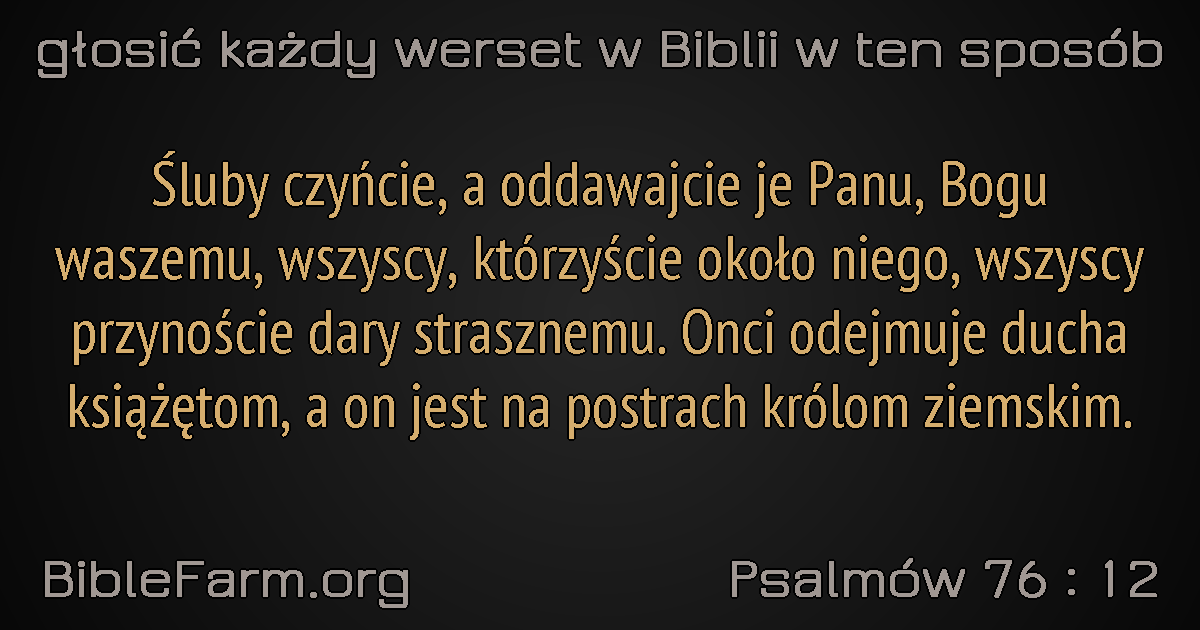 głosić każdy werset w Biblii w ten sposób
Śluby czyńcie, a oddawajcie je Panu, Bogu
waszemu, wszyscy, którzyście około niego, wszyscy
przynoście dary strasznemu. Onci odejmuje ducha
książętom, a on jest na postrach królom ziemskim.
BibleFarm.org
Psalmów 76 : 12